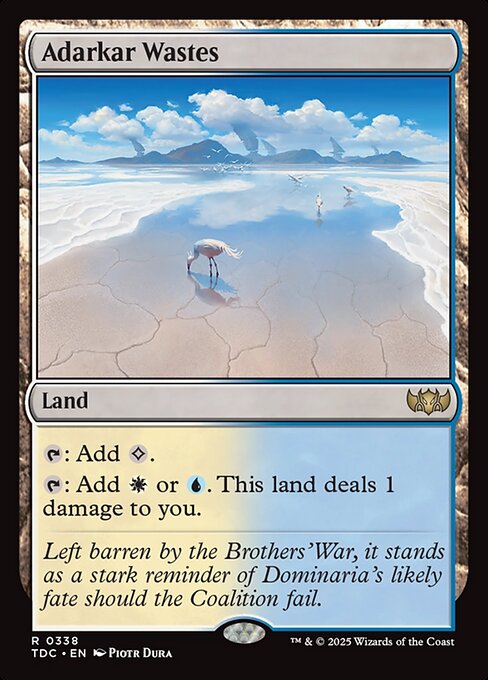 Adarkar Wastes
Land
: Add .
: Add or . This land deals 1
damage to you.
Left barren by the Brothers' War, it stands
as a stark reminder of Dominaria's likely
fate should the Coalition fail.
R 0338
TDC • EN Piotr Dura
™ & © 2025 Wizards of the Coast